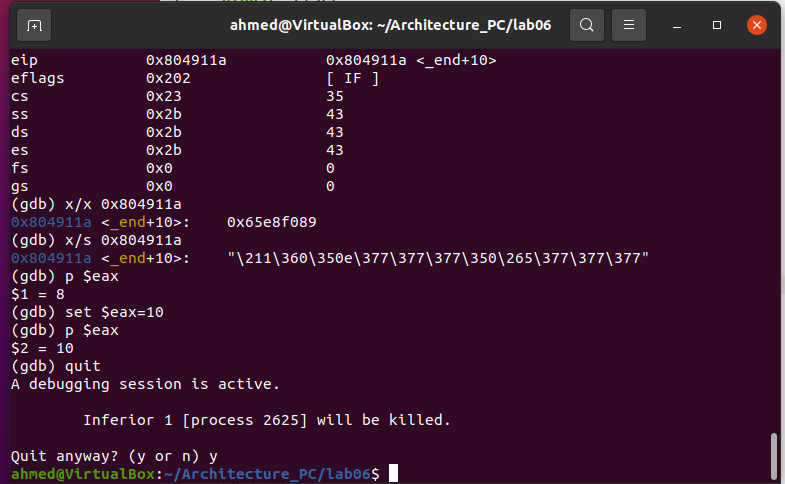 ahmed@VirtualBox: ~/Architecture_PC/lab06
eip 0x804911a 0x804911a <_end+10>
eflags 0x202 [ IF ]
cs 0x23 35
ss 0x2b 43
ds 0x2b 43
es 0x2b 43
fs 0x0 0
gs 0x0 0
(gdb) x/x 0x804911a
0x804911a <_end+10>: 0x65e8f089
(gdb) x/s 0x804911a
0x804911a <_end+10>: "\211\360\350e\377\377\377\350\265\377\377\377"
(gdb) p $eax
$1 = 8
(gdb) set $eax=10
(gdb) p $eax
$2 = 10
(gdb) quit
A debugging session is active.
Inferior 1 [process 2625] will be killed.
Quit anyway? (y or n) y
ahmed@VirtualBox:~/Architecture_PC/lab06$